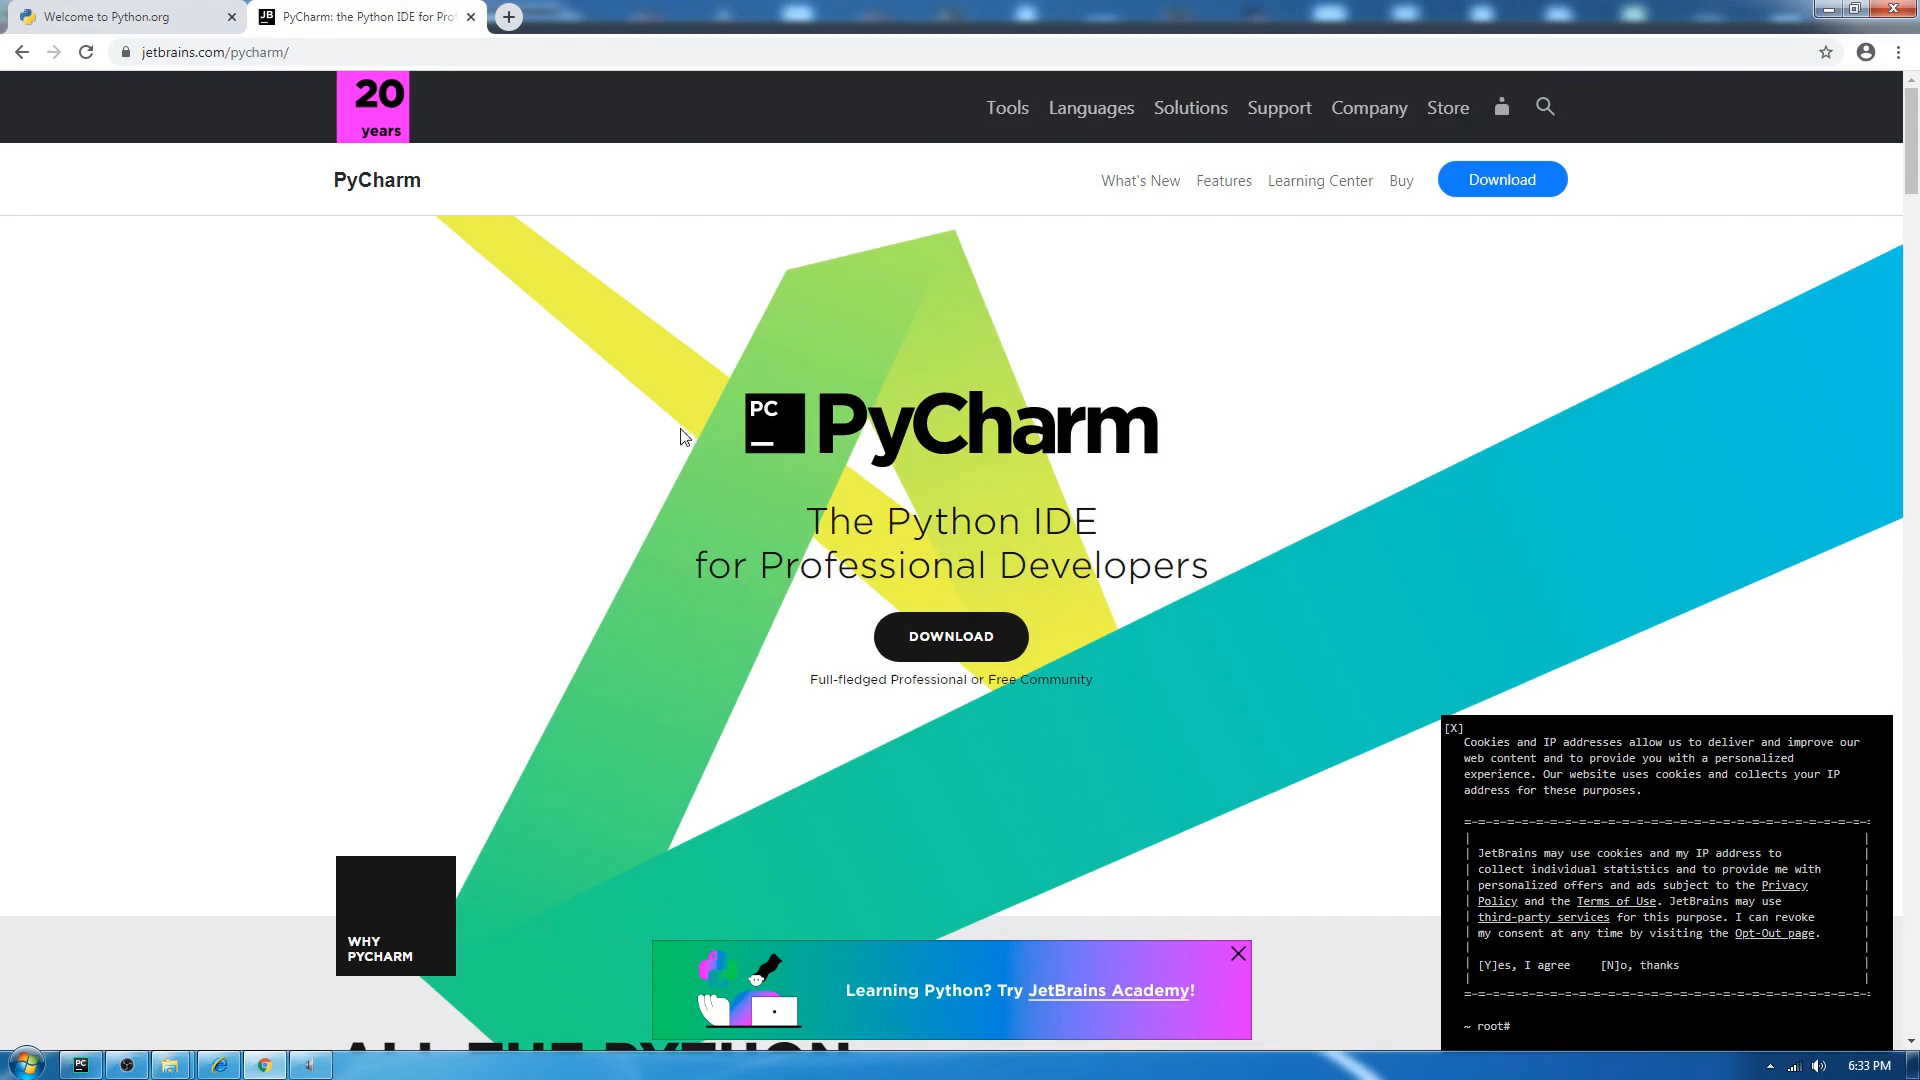 Welcome to Python.org
JB
PyCharm: the Python IDE for Prof
jetbrains.com/pycharm/
20
years
Tools
Languages
Solutions
Support
Company
Store
PyCharm
What's New
Features
Learning Center
Buy
Download
PC
PyCharm
The Python IDE
for Professional Developers
DOWNLOAD
Full-fledged Professional or Free Community
WHY
PYCHARM
Learning Python? Try JetBrains Academy!
ALL THE PYTHON
[X]
Cookies and IP addresses allow us to deliver and improve our
web content and to provide you with a personalized
experience. Our website uses cookies and collects your IP
address for these purposes.
JetBrains may use cookies and my IP address to
collect individual statistics and to provide me with
personalized offers and ads subject to the Privacy
Policy and the Terms of Use. JetBrains may use
third-party services for this purpose. I can revoke
my consent at any time by visiting the Opt-Out page.
[Y]es, I agree
[N]o, thanks
~ root#
PC
6:33 PM